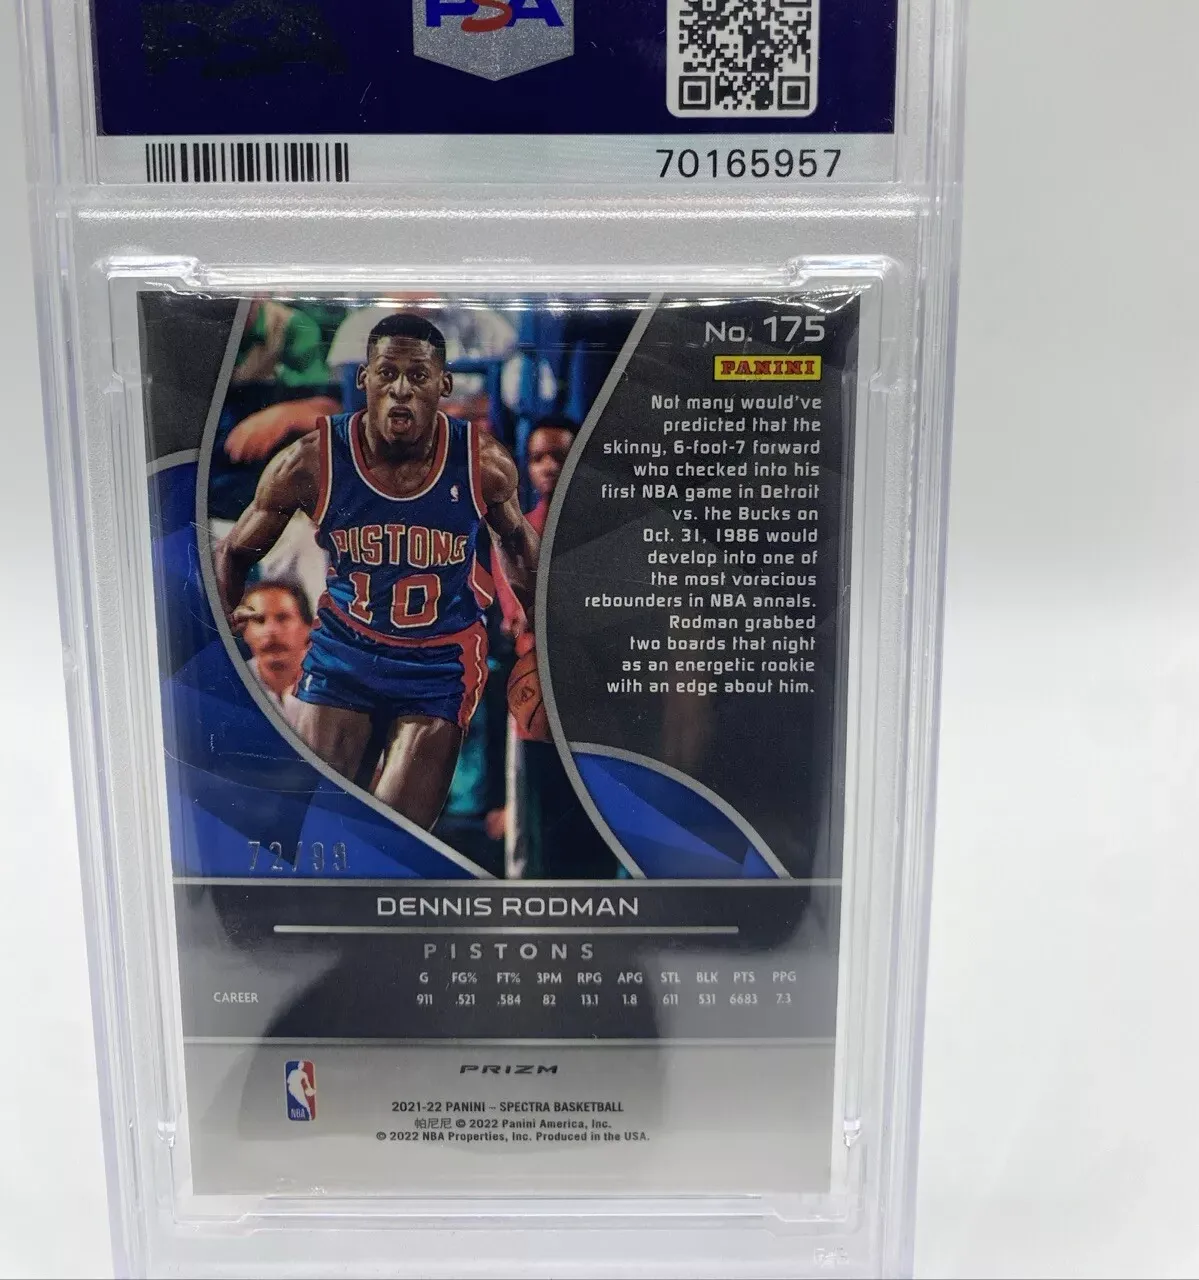 PSA
70165957
No. 175
PANINI
Not many would've
predicted that the
skinny, 6-foot-7 forward
who checked into his
first NBA game in Detroit
vs. the Bucks on
Oct. 31, 1986 would
develop into one of
the most voracious
rebounders in NBA annals.
Rodman grabbed
two boards that night
as an energetic rookie
with an edge about him.
PISTONS
10
72/99
DENNIS RODMAN
PISTONS
G FG% FT% 3PM RPG APG STL BLK PTS PPG
CAREER 911 .521 .584 82 13.1 1.8 611 531 6683 7.3
PRIZM
NBA
2021-22 PANINI – SPECTRA BASKETBALL
帕尼尼 © 2022 Panini America, Inc.
© 2022 NBA Properties, Inc. Produced in the USA.